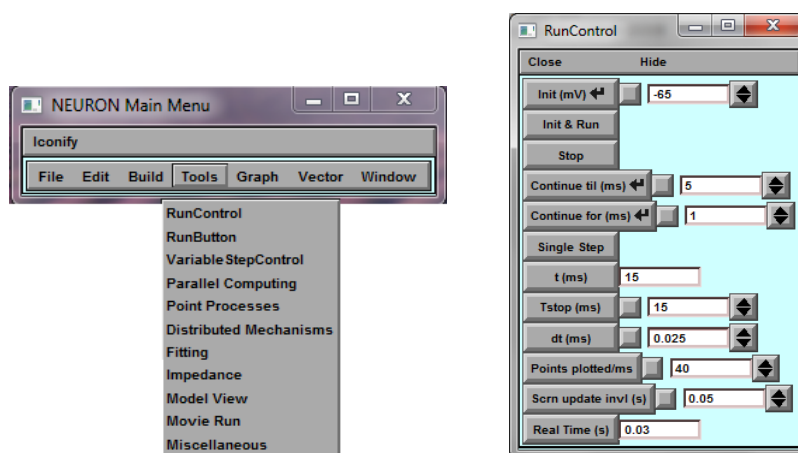 NEURON Main Menu
Iconify
File Edit Build Tools Graph Vector Window
RunControl
RunButton
VariableStepControl
Parallel Computing
Point Processes
Distributed Mechanisms
Fitting
Impedance
Model View
Movie Run
Miscellaneous
RunControl
Close Hide
Init (mV) -65
Init & Run
Stop
Continue til (ms) 5
Continue for (ms) 1
Single Step
t (ms) 15
Tstop (ms) 15
dt (ms) 0.025
Points plotted/ms 40
Scrn update invl (s) 0.05
Real Time (s) 0.03